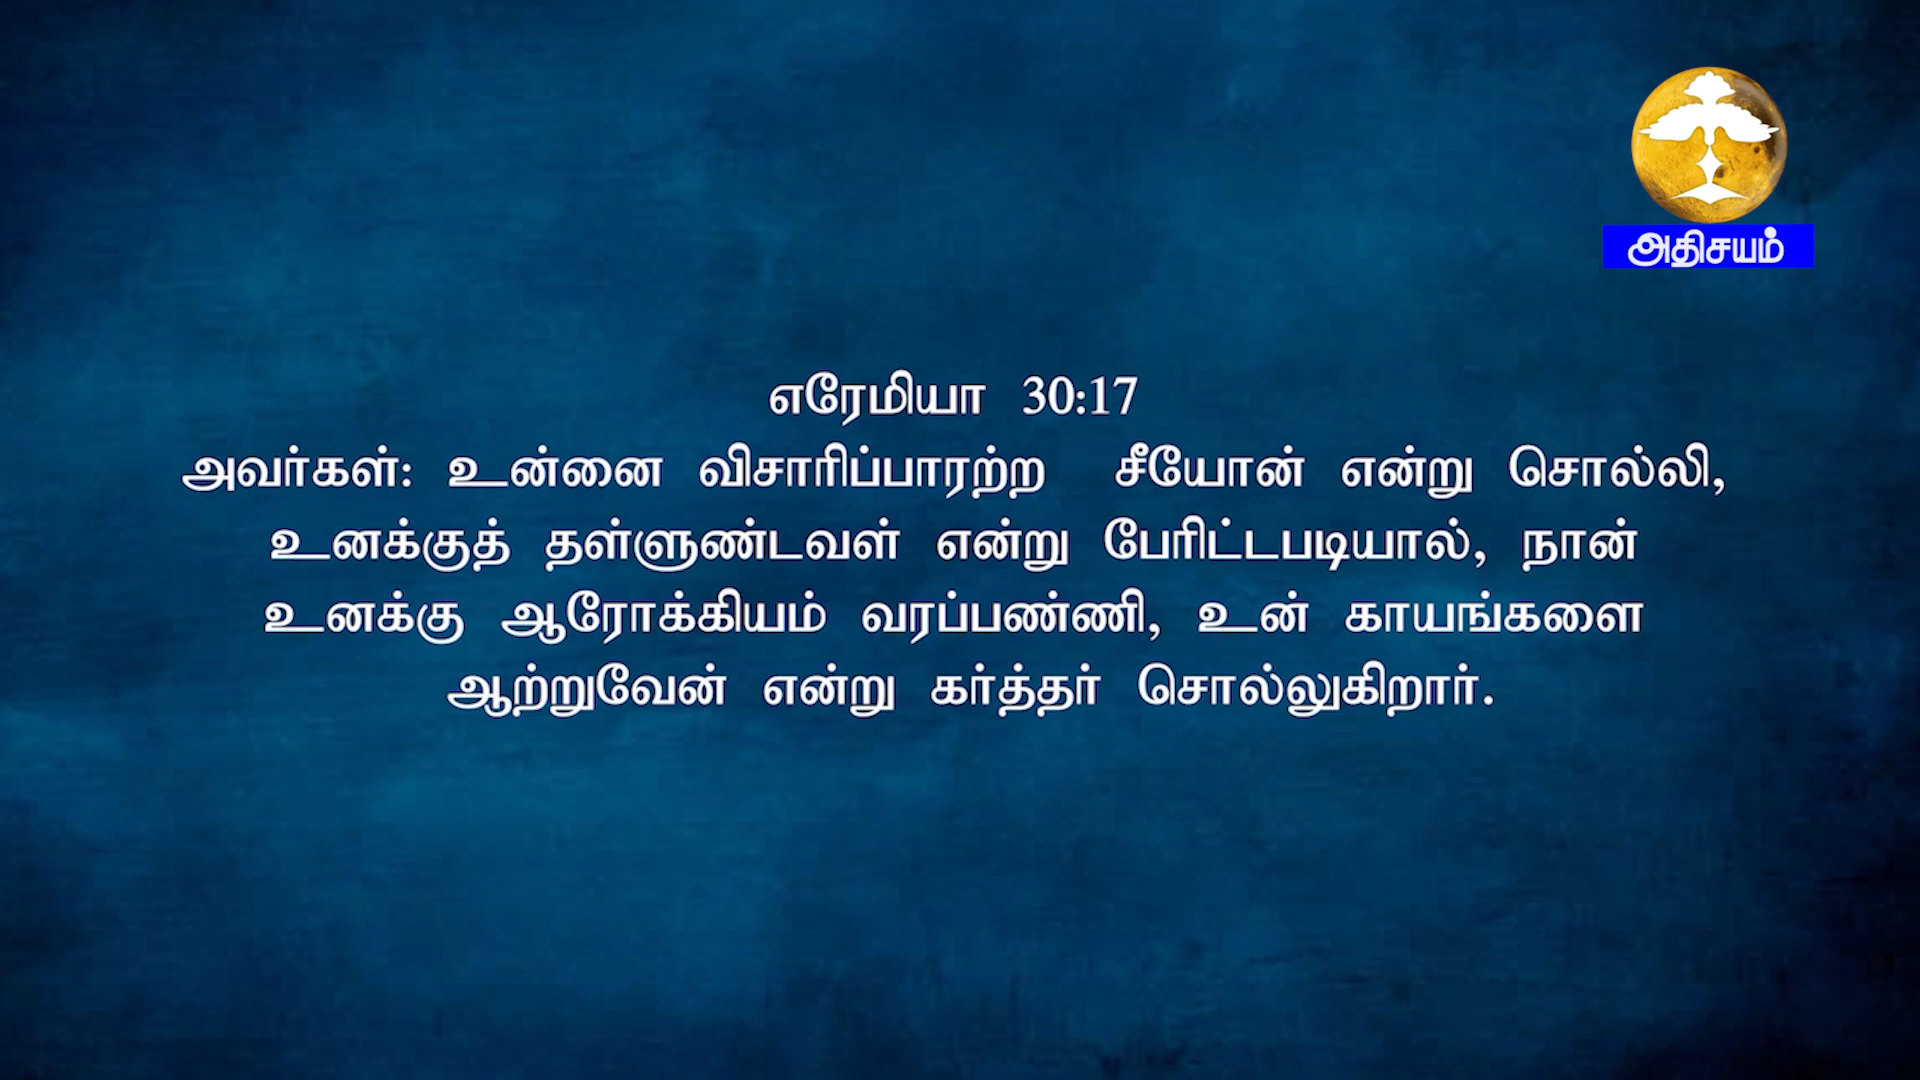 அதிசயம்
எரேமியா 30:17
அவர்கள்: உன்னை விசாரிப்பாரற்ற சீயோன் என்று சொல்லி,
உனக்குத் தள்ளுண்டவள் என்று பேரிட்டபடியால், நான்
உனக்கு ஆரோக்கியம் வரப்பண்ணி, உன் காயங்களை
ஆற்றுவேன் என்று கர்த்தர் சொல்லுகிறார்.